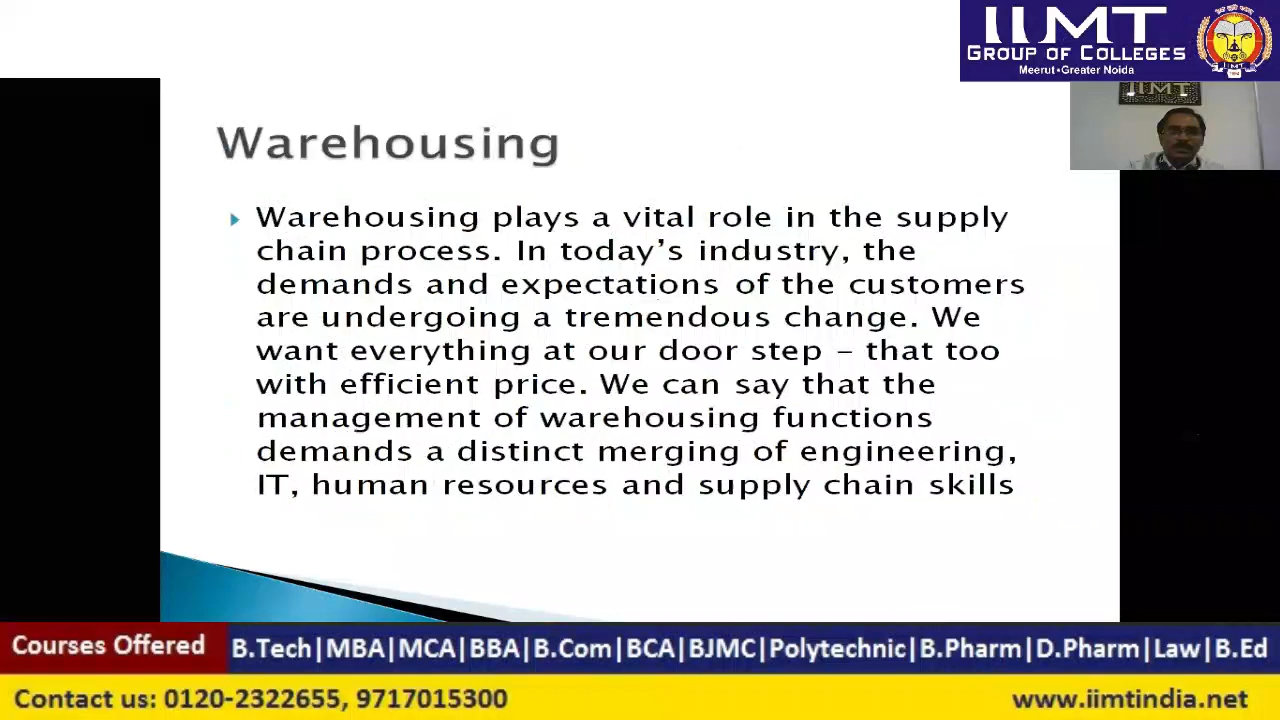 IIMT
GROUP OF COLLEGES
Meerut•Greater Noida
IIMT
IIMT
Warehousing
Warehousing plays a vital role in the supply
chain process. In today’s industry, the
demands and expectations of the customers
are undergoing a tremendous change. We
want everything at our door step – that too
with efficient price. We can say that the
management of warehousing functions
demands a distinct merging of engineering,
IT, human resources and supply chain skills
Courses Offered
B.Tech|MBA|MCA|BBA|B.Com|BCA|BJMC|Polytechnic|B.Pharm|D.Pharm|Law|B.Ed
Contact us: 0120-2322655, 9717015300
www.iimtindia.net